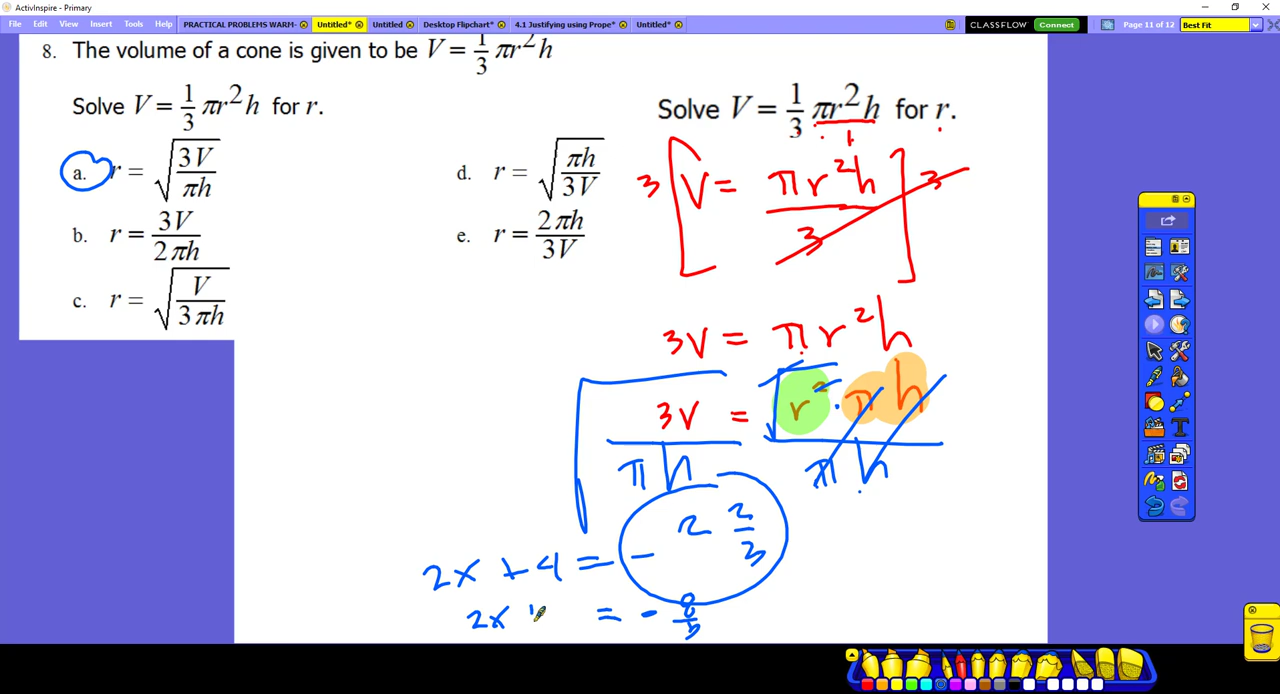 ActivInspire - Primary
File Edit View Insert Tools Help PRACTICAL PROBLEMS WARM-* Untitled* Untitled Desktop Flipchart* 4.1 Justifying using Prope* Untitled* CLASSFLOW Connect Page 11 of 12 Best Fit
8. The volume of a cone is given to be V = 1/3 πr²h
Solve V = 1/3 πr²h for r.
a. r = √(3V/πh)
b. r = 3V/2πh
c. r = √(V/3πh)
d. r = √(πh/3V)
e. r = 2πh/3V
Solve V = 1/3 πr²h for r.
3 [V = πr²h/3] 3
3V = πr²h
3V/πh = r² · πh/πh
2x + 4 = - 2 2/3
2x = - 8/3